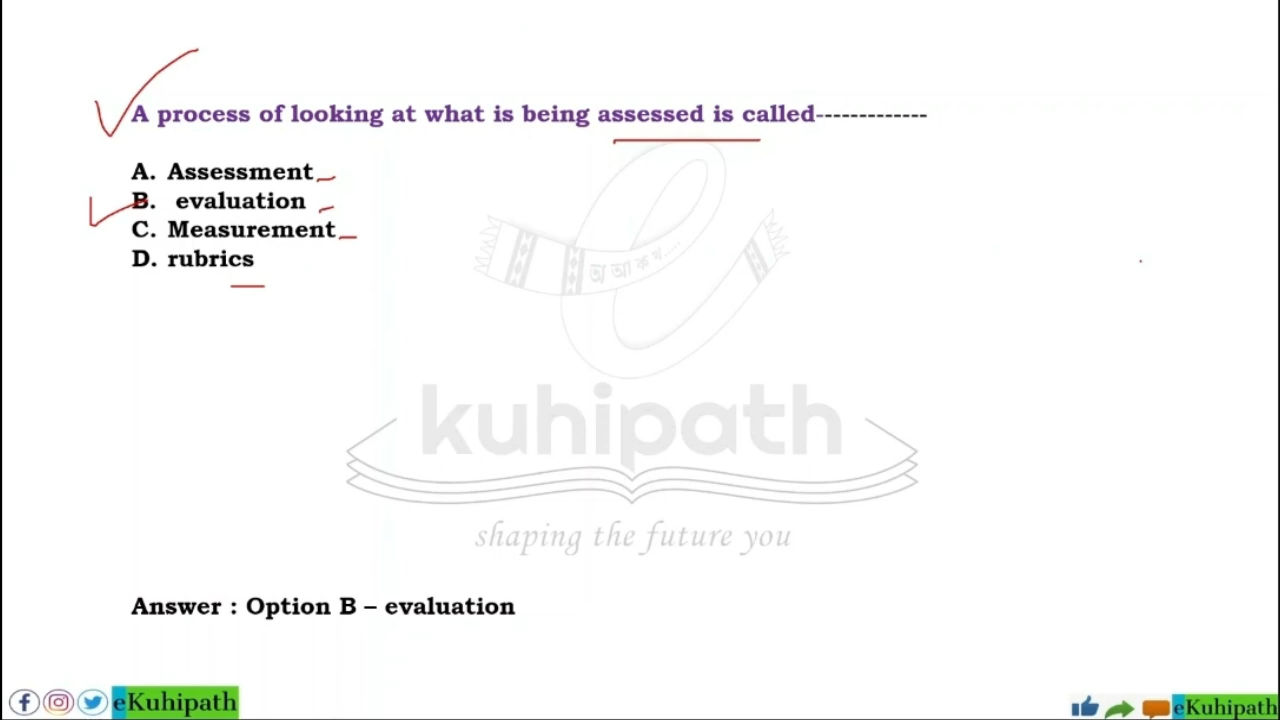 A process of looking at what is being assessed is called-------------
A. Assessment
B. evaluation
C. Measurement
D. rubrics
অ আ ক খ....
kuhipath
shaping the future you
Answer : Option B – evaluation
eKuhipath
eKuhipath